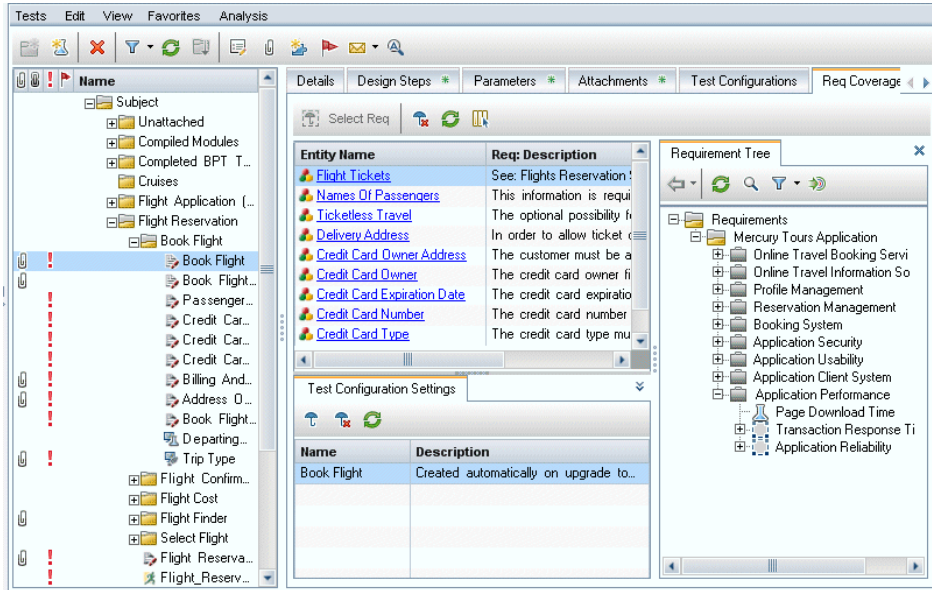 Tests Edit View Favorites Analysis
Name
Subject
Unattached
Compiled Modules
Completed BPT T...
Cruises
Flight Application (...
Flight Reservation
Book Flight
Book Flight
Book Flight...
Passenger...
Credit Car...
Credit Car...
Credit Car...
Billing And...
Address O...
Book Flight...
Departing...
Trip Type
Flight Confirm...
Flight Cost
Flight Finder
Select Flight
Flight Reserva...
Flight_Reserv...
Details Design Steps * Parameters * Attachments * Test Configurations Req Coverage
Select Req
Entity Name Req: Description
Flight Tickets See: Flights Reservation
Names Of Passengers This information is requi
Ticketless Travel The optional possibility f
Delivery Address In order to allow ticket
Credit Card Owner Address The customer must be a
Credit Card Owner The credit card owner fi
Credit Card Expiration Date The credit card expiratio
Credit Card Number The credit card number
Credit Card Type The credit card type mu
Test Configuration Settings
Name Description
Book Flight Created automatically on upgrade to...
Requirement Tree
Requirements
Mercury Tours Application
Online Travel Booking Servi
Online Travel Information So
Profile Management
Reservation Management
Booking System
Application Security
Application Usability
Application Client System
Application Performance
Page Download Time
Transaction Response Ti
Application Reliability